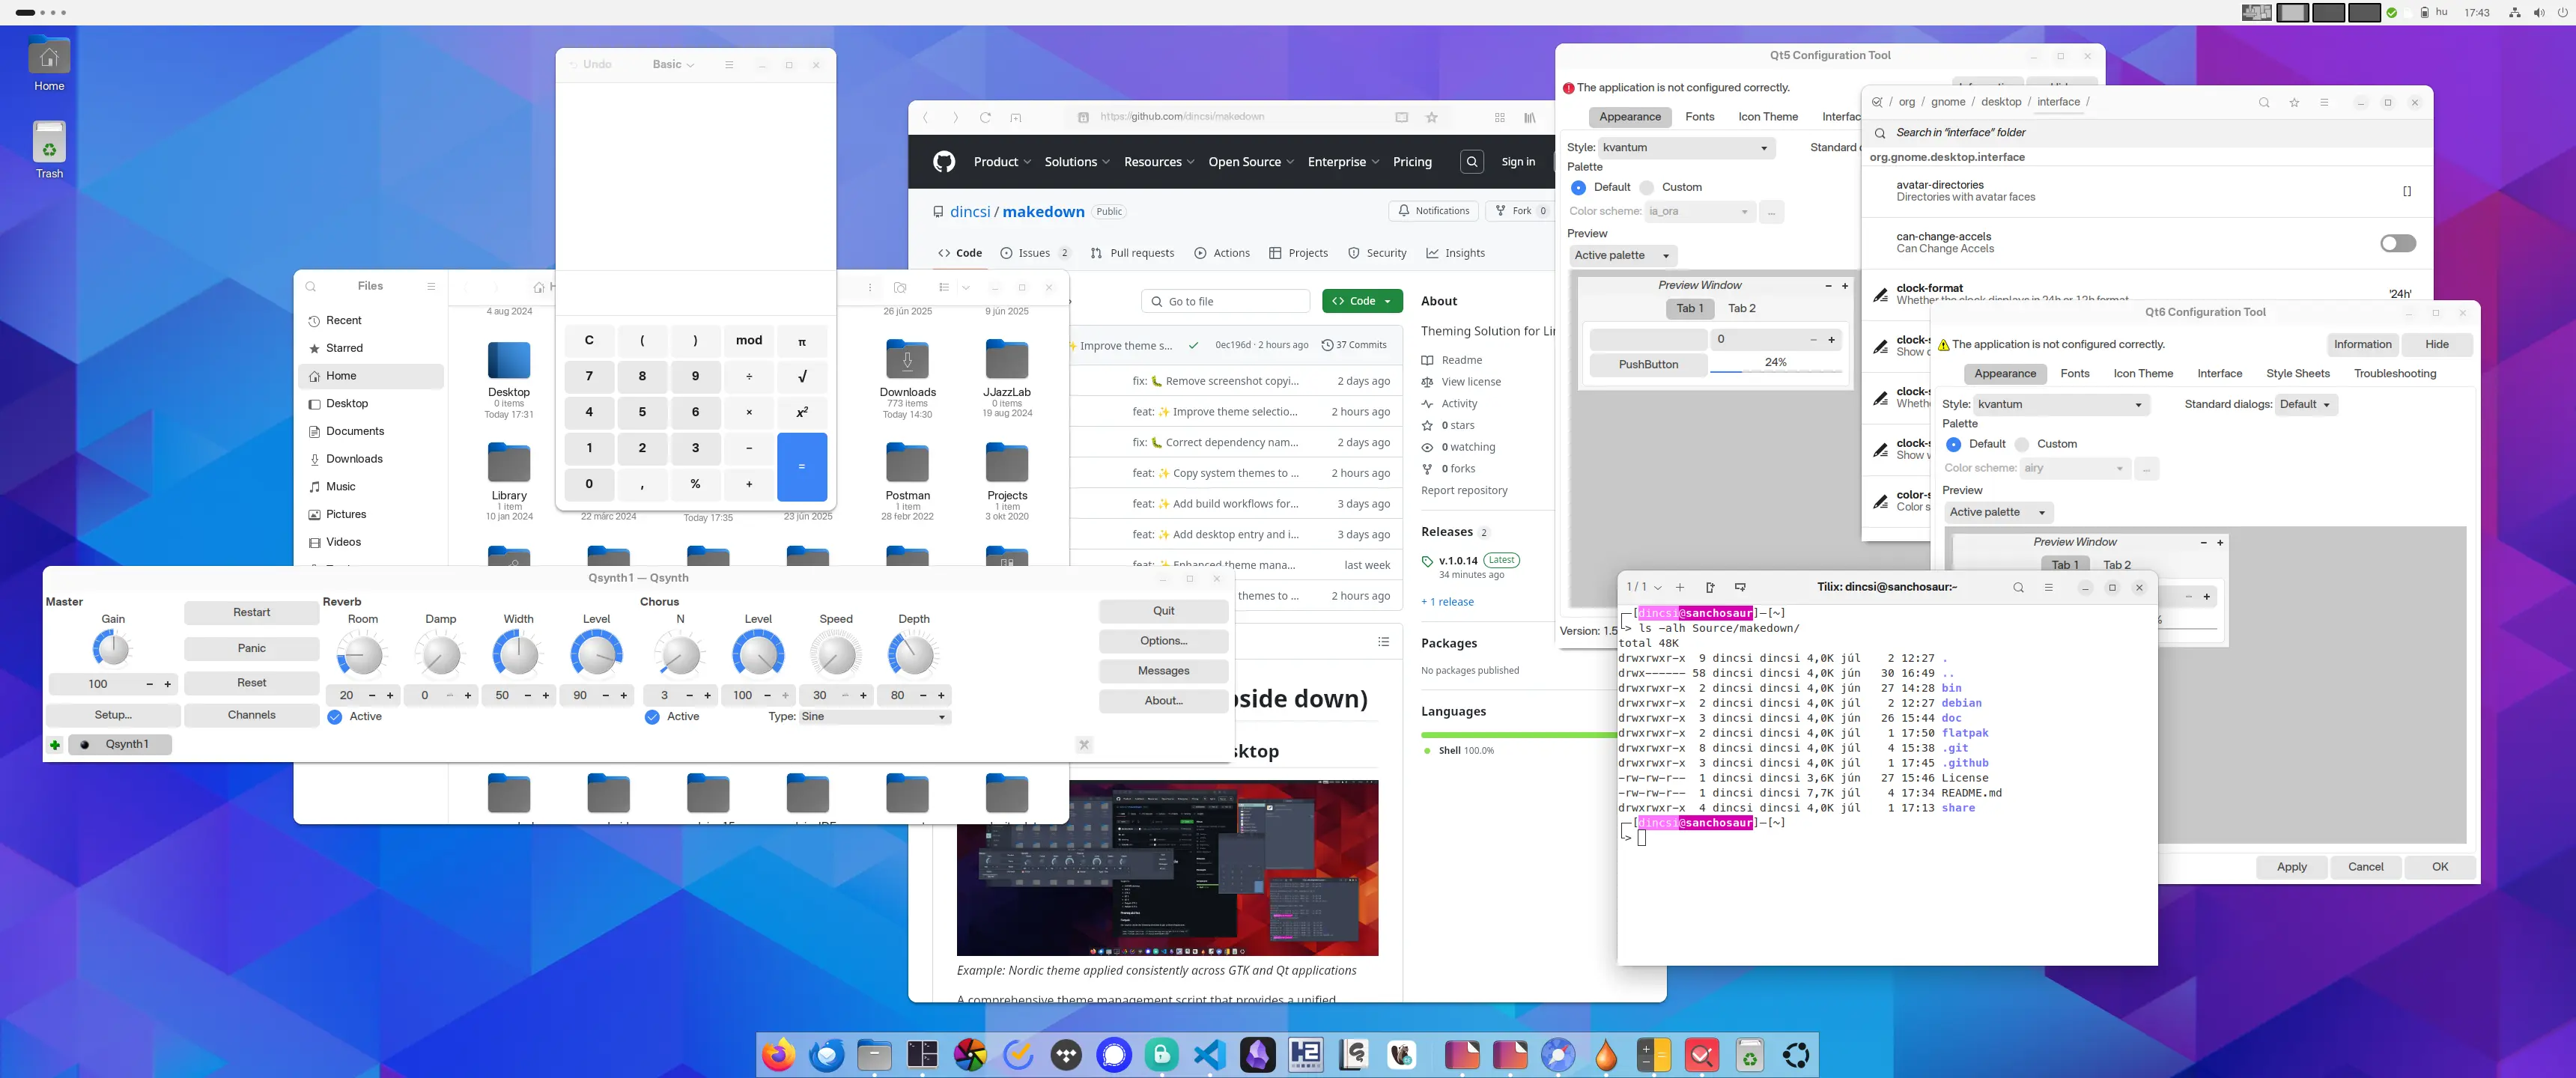 hu 17:43
Home
Trash
Undo Basic
C ( ) mod π
7 8 9 ÷ √
4 5 6 × x²
1 2 3 −
0 , % + =
Files
Recent
Starred
Home
Desktop
Documents
Downloads
Music
Pictures
Videos
4 aug 2024
26 jún 2025
9 jún 2025
Desktop
0 items
Today 17:31
Downloads
773 items
Today 14:30
JJazzLab
0 items
19 aug 2024
Library
1 item
10 jan 2024
22 márc 2024
Today 17:35
23 jún 2025
Postman
1 item
28 febr 2022
Projects
1 item
3 okt 2020
Qsynth1 — Qsynth
Master
Gain
100
Setup...
Restart
Panic
Reset
Channels
Reverb
Room Damp Width Level
20 0 50 90
Active
Chorus
N Level Speed Depth
3 100 30 80
Active
Type: Sine
Quit
Options...
Messages
About...
Qsynth1
https://github.com/dincsi/makedown
Product Solutions Resources Open Source Enterprise Pricing Sign in
dincsi / makedown Public
Notifications Fork 0
Code Issues 2 Pull requests Actions Projects Security Insights
Go to file Code
Improve theme s... 0ec196d · 2 hours ago 37 Commits
fix: 🐛 Remove screenshot copyi... 2 days ago
feat: ✨ Improve theme selectio... 2 hours ago
fix: 🐛 Correct dependency nam... 2 days ago
feat: ✨ Copy system themes to ... 2 hours ago
feat: ✨ Add build workflows for... 3 days ago
feat: ✨ Add desktop entry and i... 3 days ago
feat: ✨ Enhanced theme mana... last week
themes to ... 2 hours ago
About
Theming Solution for Li
Readme
View license
Activity
0 stars
0 watching
0 forks
Report repository
Releases 2
v.1.0.14 Latest
34 minutes ago
+ 1 release
Packages
No packages published
Languages
Shell 100.0%
side down)
sktop
Example: Nordic theme applied consistently across GTK and Qt applications
A comprehensive theme management script that provides a unified
Qt5 Configuration Tool
The application is not configured correctly.
Appearance Fonts Icon Theme Interfac
Style: kvantum Standard
Palette
Default Custom
Color scheme: ia_ora ...
Preview
Active palette
Preview Window
Tab 1 Tab 2
0
PushButton 24%
Version: 1.5
/ org / gnome / desktop / interface /
Search in "interface" folder
org.gnome.desktop.interface
avatar-directories
Directories with avatar faces
[]
can-change-accels
Can Change Accels
clock-format
Whether the clock displays in 24h or 12h format
'24h'
clock-s
Show
clock-s
Wheth
clock-s
Show
color-s
Color s
Qt6 Configuration Tool
The application is not configured correctly. Information Hide
Appearance Fonts Icon Theme Interface Style Sheets Troubleshooting
Style: kvantum Standard dialogs: Default
Palette
Default Custom
Color scheme: airy ...
Preview
Active palette
Preview Window
Tab 1 Tab 2
%
Apply Cancel OK
1 / 1 Tilix: dincsi@sanchosaur:~
┌─[dincsi@sanchosaur]─[~]
└> ls -alh Source/makedown/
total 48K
drwxrwxr-x 9 dincsi dincsi 4,0K júl 2 12:27 .
drwx------ 58 dincsi dincsi 4,0K jún 30 16:49 ..
drwxrwxr-x 2 dincsi dincsi 4,0K jún 27 14:28 bin
drwxrwxr-x 2 dincsi dincsi 4,0K júl 2 12:27 debian
drwxrwxr-x 3 dincsi dincsi 4,0K jún 26 15:44 doc
drwxrwxr-x 2 dincsi dincsi 4,0K júl 1 17:50 flatpak
drwxrwxr-x 8 dincsi dincsi 4,0K júl 4 15:38 .git
drwxrwxr-x 3 dincsi dincsi 4,0K júl 1 17:45 .github
-rw-rw-r-- 1 dincsi dincsi 3,6K jún 27 15:46 License
-rw-rw-r-- 1 dincsi dincsi 7,7K júl 4 17:34 README.md
drwxrwxr-x 4 dincsi dincsi 4,0K júl 1 17:13 share
┌─[dincsi@sanchosaur]─[~]
└>